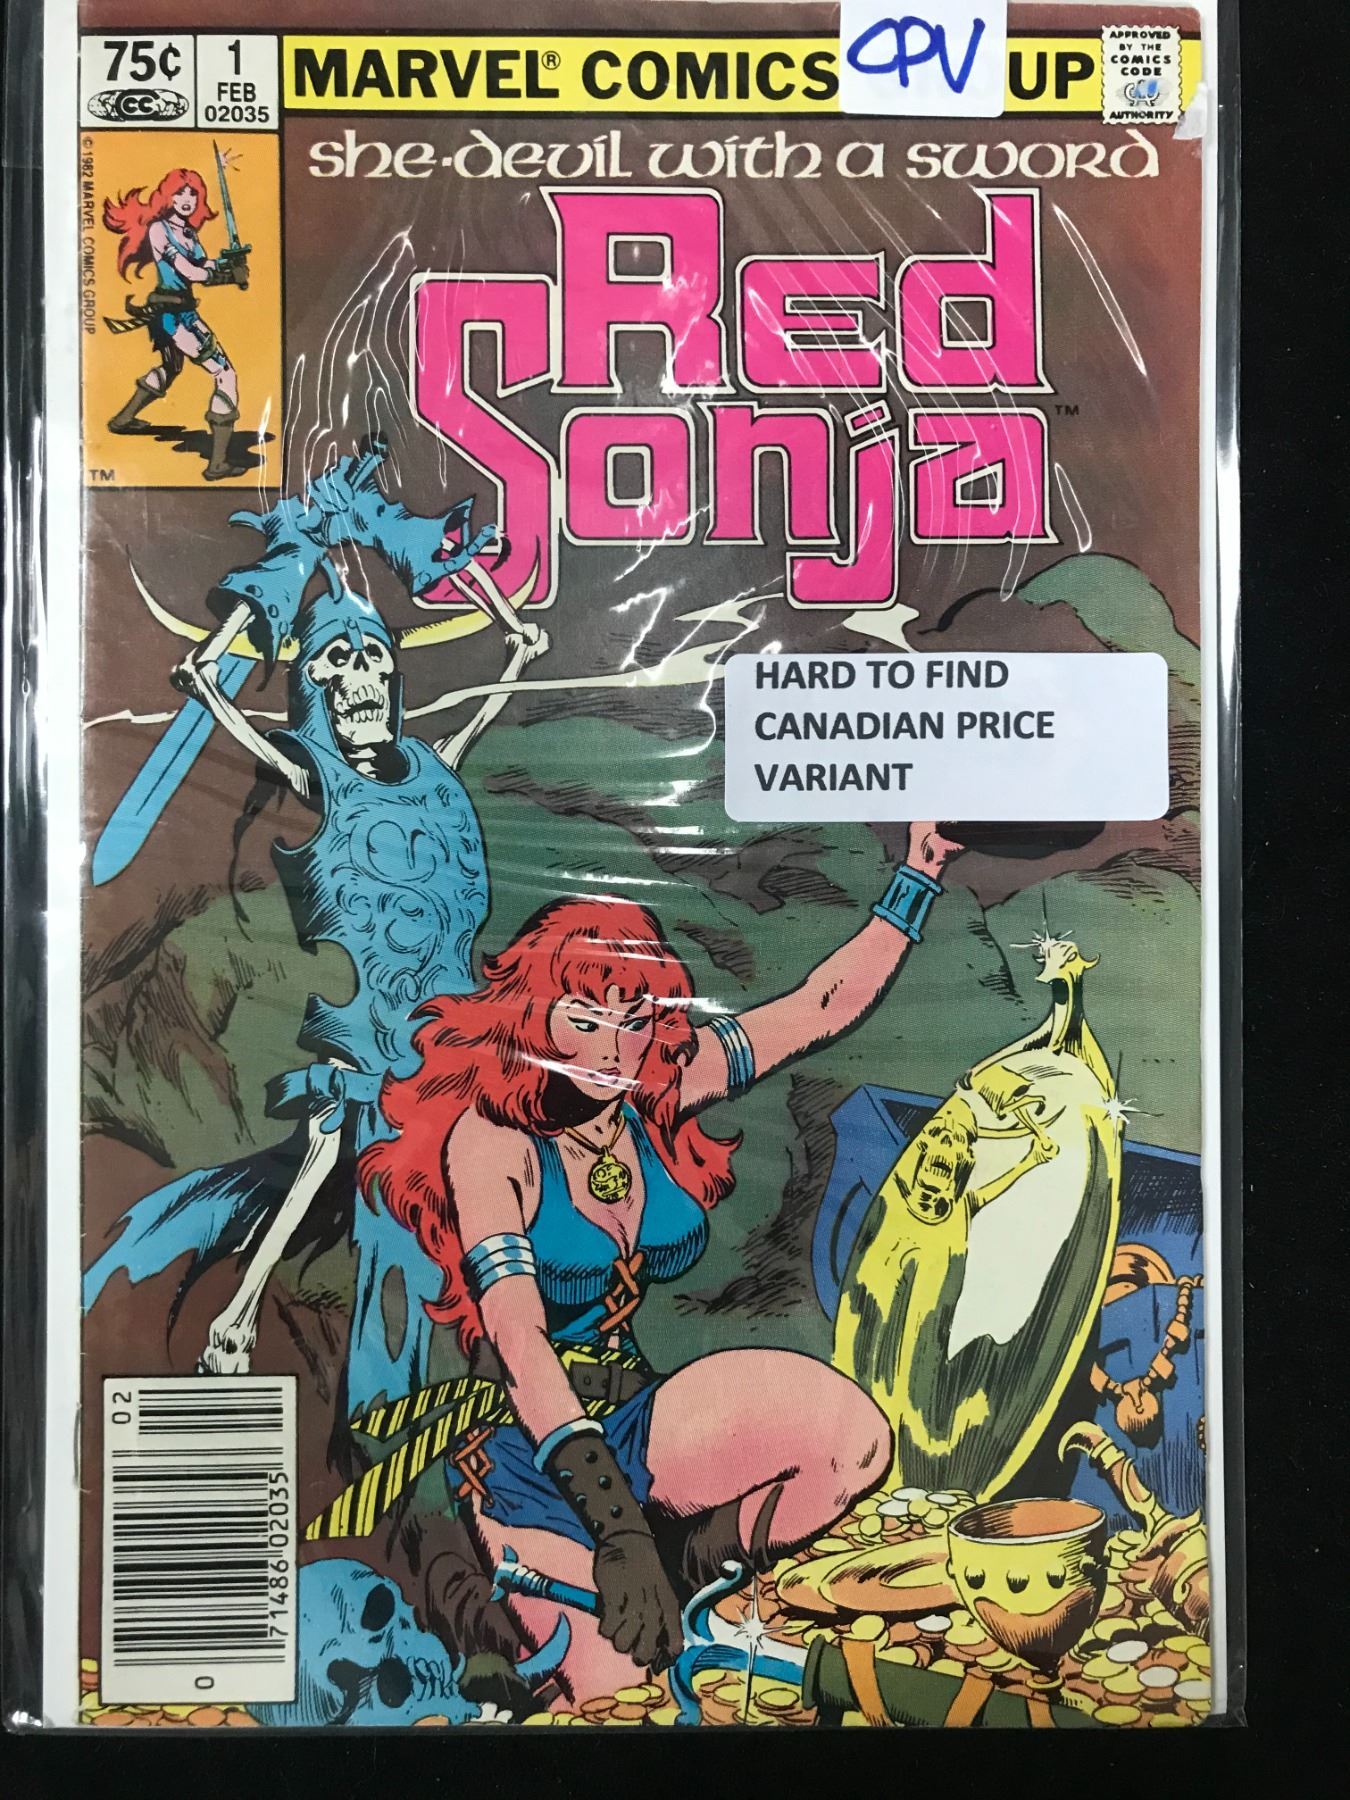 75¢
CC
1
FEB
02035
MARVEL® COMICS UP
CPV
APPROVED
BY THE
COMICS
CODE
AUTHORITY
© 1982 MARVEL COMICS GROUP
TM
she-devil with a sword
Red
Sonja
TM
HARD TO FIND
CANADIAN PRICE
VARIANT
02
71486 02035
0